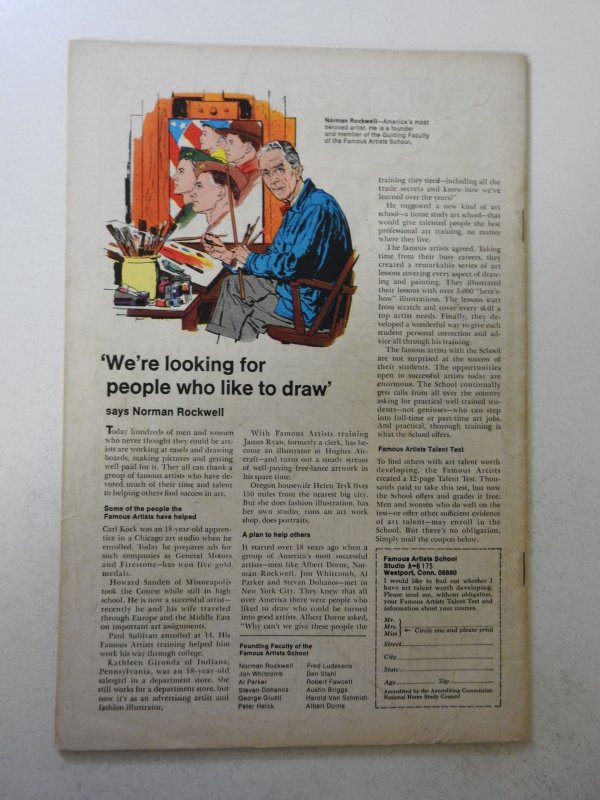 Norman Rockwell—America's most
beloved artist. He is a founder
and member of the Guiding Faculty
of the Famous Artists School.
'We're looking for
people who like to draw'
says Norman Rockwell
Today hundreds of men and women
who never thought they could be art-
ists are working at easels and drawing
boards, making pictures and getting
well paid for it. They all can thank a
group of famous artists who have de-
voted much of their time and talent
to helping others find success in art.
Some of the people the
Famous Artists have helped
Carl Kock was an 18-year-old appren-
tice in a Chicago art studio when he
enrolled. Today he prepares ads for
such companies as General Motors
and Firestone—has won five gold
medals.
Howard Sanden of Minneapolis
took the Course while still in high
school. He is now a successful artist—
recently he and his wife traveled
through Europe and the Middle East
on important art assignments.
Paul Sullivan enrolled at 14. His
Famous Artists training helped him
work his way through college.
Kathleen Gironda of Indiana,
Pennsylvania, was an 18-year-old
salesgirl in a department store. She
still works for a department store, but
now it's as an advertising artist and
fashion illustrator.
With Famous Artists training
James Ryan, formerly a clerk, has be-
come an illustrator at Hughes Air-
craft—and turns out a steady stream
of well-paying free-lance artwork in
his spare time.
Oregon housewife Helen Tryk lives
150 miles from the nearest big city.
But she does fashion illustration, has
her own studio, runs an art work
shop, does portraits.
A plan to help others
It started over 18 years ago when a
group of America's most successful
artists—men like Albert Dorne, Nor-
man Rockwell, Jon Whitcomb, Al
Parker and Stevan Dohanos—met in
New York City. They knew that all
over America there were people who
liked to draw who could be turned
into good artists. Albert Dorne asked,
"Why can't we give these people the
Founding Faculty of the
Famous Artists School
Norman Rockwell
Jon Whitcomb
Al Parker
Stevan Dohanos
George Giusti
Peter Helck
Fred Ludekens
Ben Stahl
Robert Fawcett
Austin Briggs
Harold Von Schmidt
Albert Dorne
training they need—including all the
trade secrets and know-how we've
learned over the years?"
He suggested a new kind of art
school—a home study art school—that
would give talented people the best
professional art training, no matter
where they live.
The famous artists agreed. Taking
time from their busy careers, they
created a remarkable series of art
lessons covering every aspect of draw-
ing and painting. They illustrated
their lessons with over 5,000 "here's-
how" illustrations. The lessons start
from scratch and cover every skill a
top artist needs. Finally, they de-
veloped a wonderful way to give each
student personal correction and ad-
vice all through his training.
The famous artists with the School
are not surprised at the success of
their students. The opportunities
open to successful artists today are
enormous. The School continually
gets calls from all over the country
asking for practical well-trained stu-
dents—not geniuses—who can step
into full-time or part-time art jobs.
And practical, thorough training is
what the School offers.
Famous Artists Talent Test
To find others with art talent worth
developing, the Famous Artists
created a 12-page Talent Test. Thou-
sands paid to take this test, but now
the School offers and grades it free.
Men and women who do well on the
test—or offer other sufficient evidence
of art talent—may enroll in the
School. But there's no obligation.
Simply mail the coupon below.
Famous Artists School
Studio A-6175
Westport, Conn. 06880
I would like to find out whether I
have art talent worth developing.
Please send me, without obligation,
your Famous Artists Talent Test and
information about your courses.
Mr.
Mrs.
Miss ← Circle one and please print
Street
City
State
Age Zip
Accredited by the Accrediting Commission
National Home Study Council